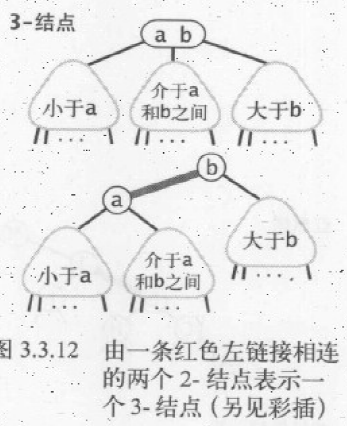 3-结点
a b
小于a
介于a
和b之间
大于b
b
a
小于a
介于a
和b之间
大于b
图 3.3.12 由一条红色左链接相连
的两个 2- 结点表示一
个 3- 结点（另见彩插）